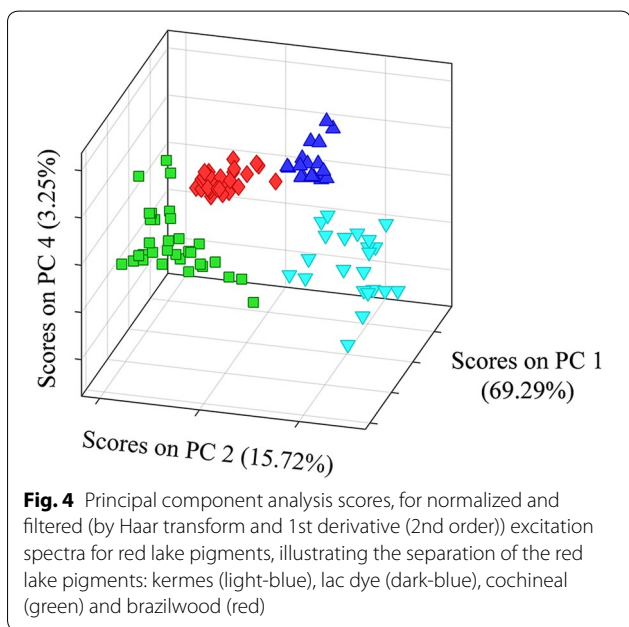 Scores on PC 4 (3.25%)
Scores on PC 1
(69.29%)
Scores on PC 2 (15.72%)
Fig. 4 Principal component analysis scores, for normalized and
filtered (by Haar transform and 1st derivative (2nd order)) excitation
spectra for red lake pigments, illustrating the separation of the red
lake pigments: kermes (light-blue), lac dye (dark-blue), cochineal
(green) and brazilwood (red)